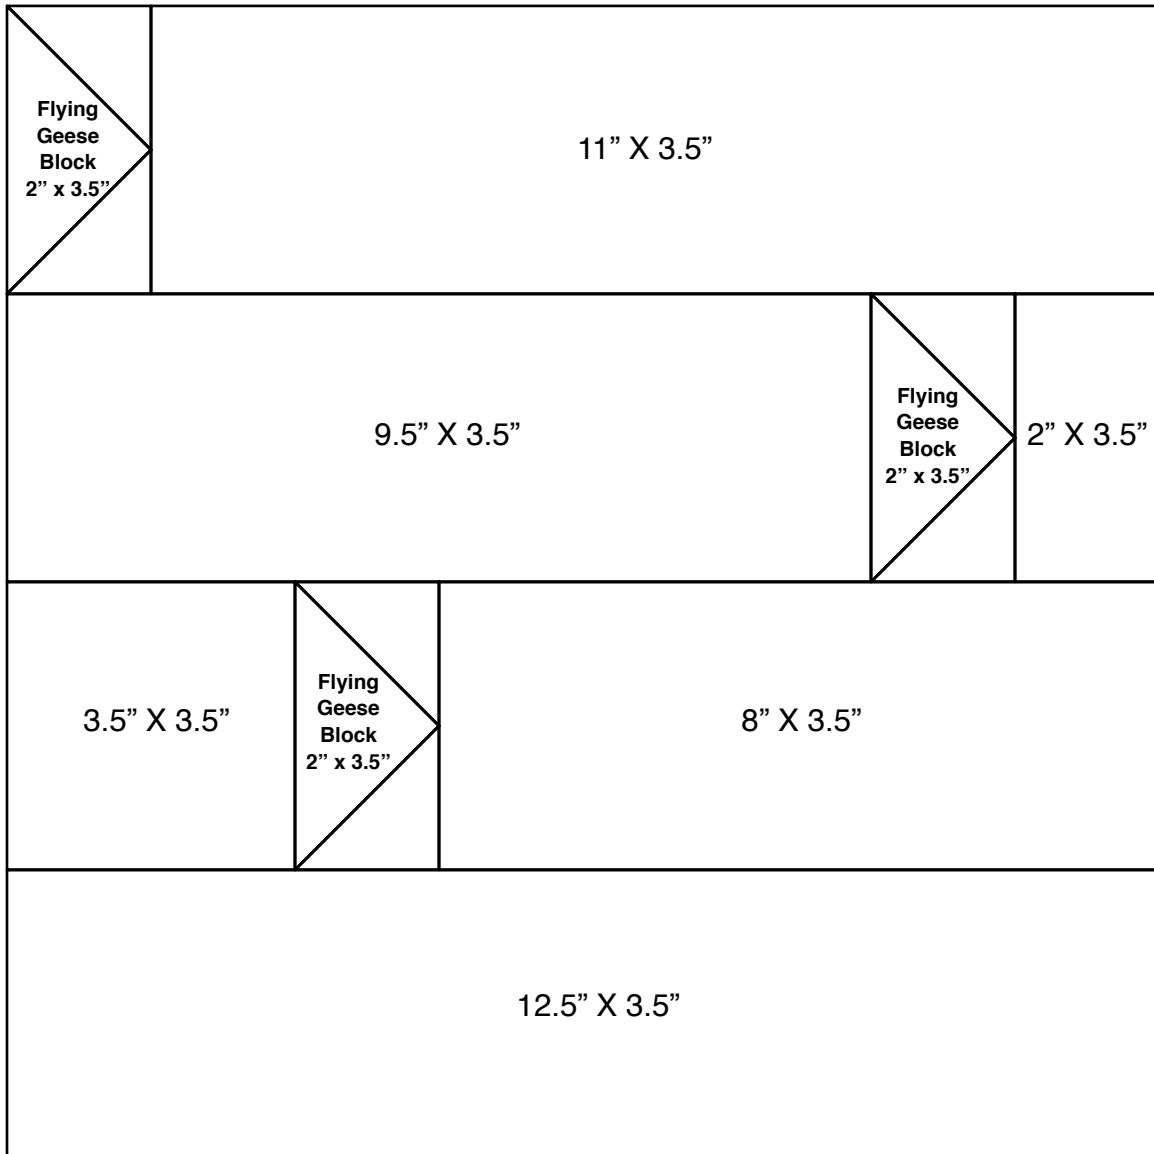 Flying
Geese
Block
2” x 3.5”
11” X 3.5”
9.5” X 3.5”
Flying
Geese
Block
2” x 3.5”
2” X 3.5”
3.5” X 3.5”
Flying
Geese
Block
2” x 3.5”
8” X 3.5”
12.5” X 3.5”